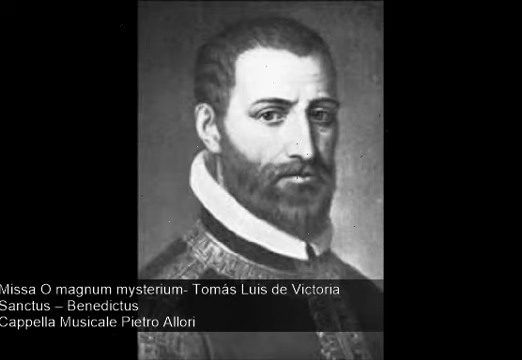 Missa O magnum mysterium- Tomás Luis de Victoria
Sanctus – Benedictus
Cappella Musicale Pietro Allori